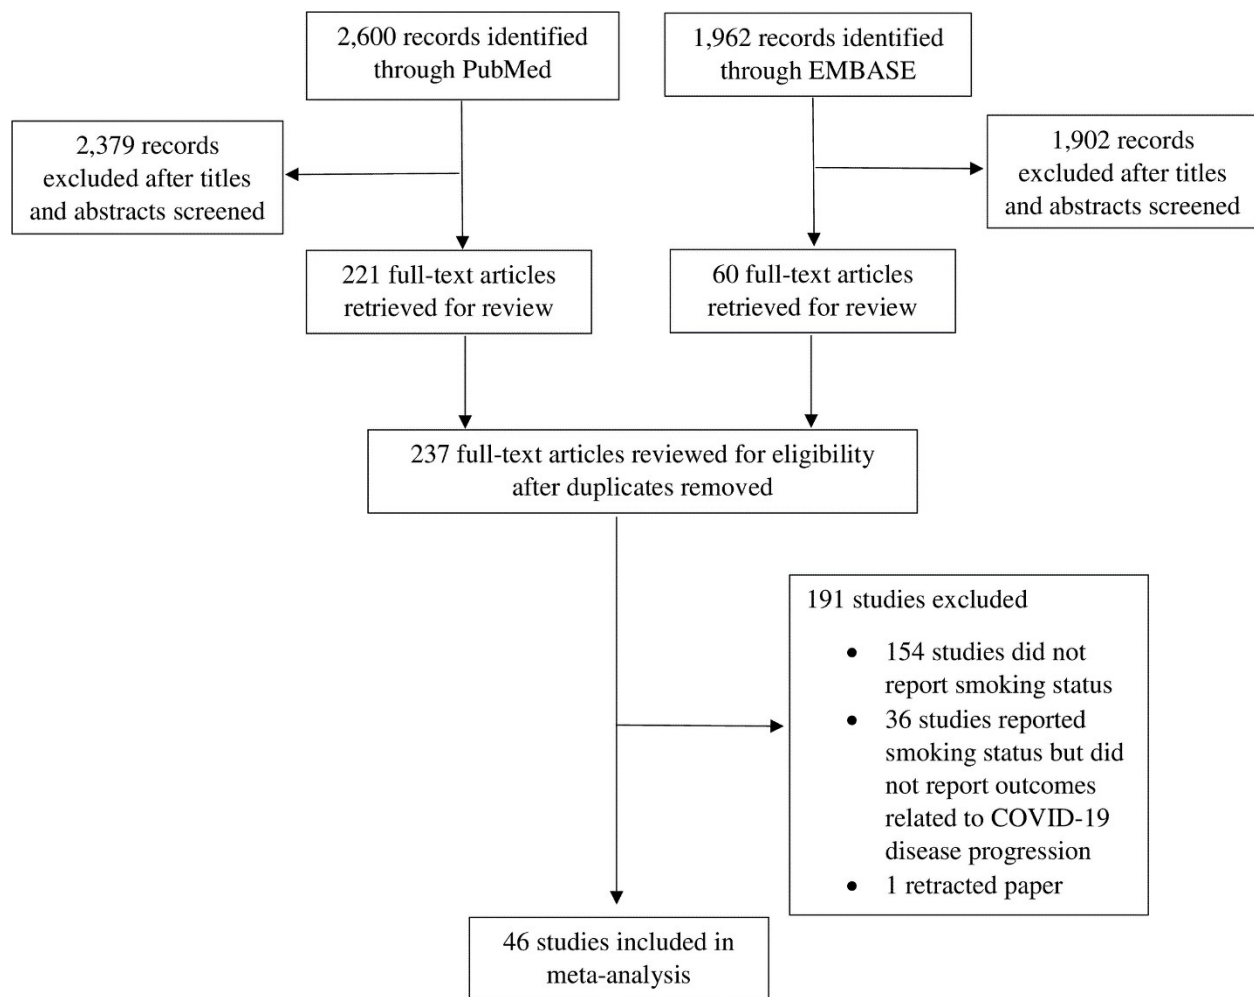 2,600 records identified
through PubMed
1,962 records identified
through EMBASE
2,379 records
excluded after titles
and abstracts screened
1,902 records
excluded after titles
and abstracts screened
221 full-text articles
retrieved for review
60 full-text articles
retrieved for review
237 full-text articles reviewed for eligibility
after duplicates removed
191 studies excluded
• 154 studies did not
report smoking status
• 36 studies reported
smoking status but did
not report outcomes
related to COVID-19
disease progression
• 1 retracted paper
46 studies included in
meta-analysis